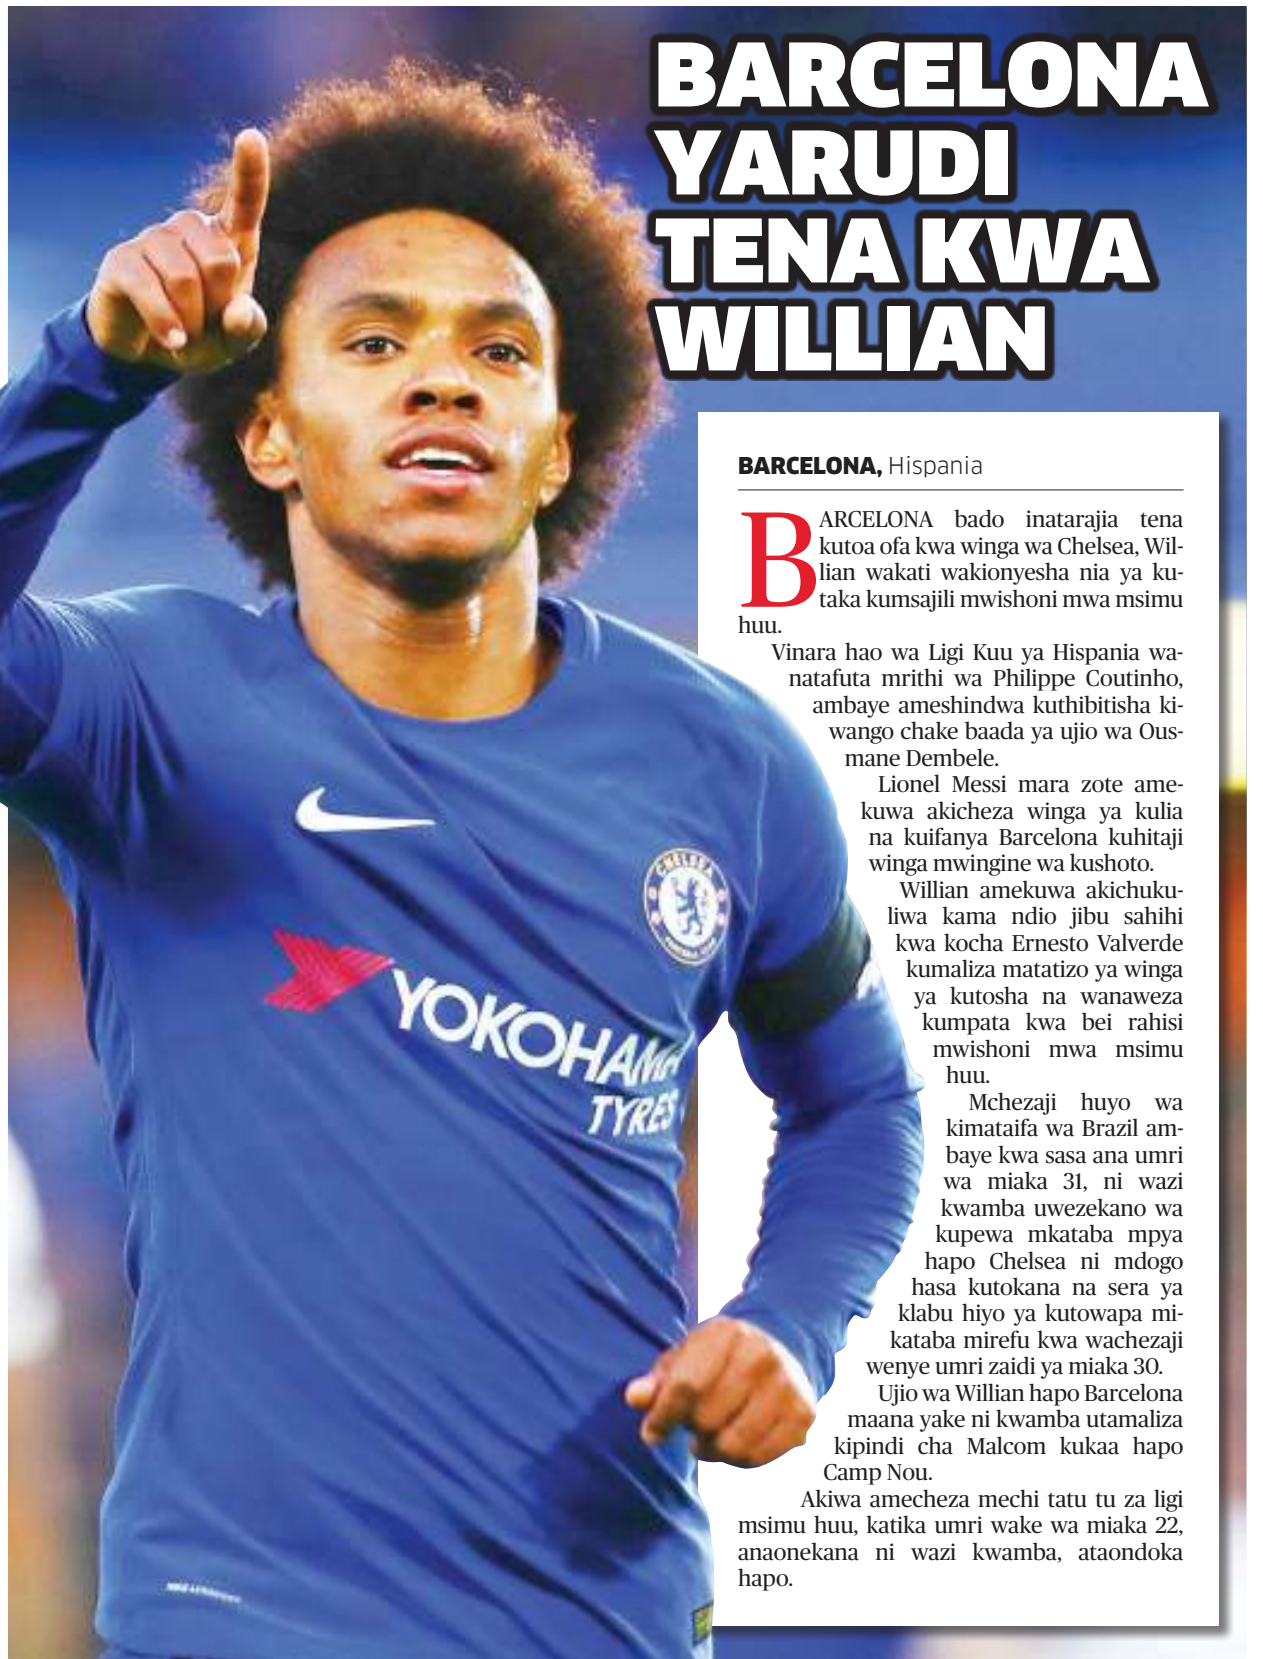 BARCELONA
YARUDI
TENA KWA
WILLIAN
BARCELONA, Hispania
BARCELONA bado inatarajia tena
kutoa ofa kwa winga wa Chelsea, Wil-
lian wakati wakionyesha nia ya ku-
taka kumsajili mwishoni mwa msimu
huu.
Vinara hao wa Ligi Kuu ya Hispania wa-
natafuta mrithi wa Philippe Coutinho,
ambaye ameshindwa kuthibitisha ki-
wango chake baada ya ujio wa Ous-
mane Dembele.
Lionel Messi mara zote ame-
kuwa akicheza winga ya kulia
na kuifanya Barcelona kuhitaji
winga mwingine wa kushoto.
Willian amekuwa akichuku-
liwa kama ndio jibu sahihi
kwa kocha Ernesto Valverde
kumaliza matatizo ya winga
ya kutosha na wanaweza
kumpata kwa bei rahisi
mwishoni mwa msimu
huu.
Mchezaji huyo wa
kimataifa wa Brazil am-
baye kwa sasa ana umri
wa miaka 31, ni wazi
kwamba uwezekano wa
kupewa mkataba mpya
hapo Chelsea ni mdogo
hasa kutokana na sera ya
klabu hiyo ya kutowapa mi-
kataba mirefu kwa wachezaji
wenye umri zaidi ya miaka 30.
Ujio wa Willian hapo Barcelona
maana yake ni kwamba utamaliza
kipindi cha Malcom kukaa hapo
Camp Nou.
Akiwa amecheza mechi tatu tu za ligi
msimu huu, katika umri wake wa miaka 22,
anaonekana ni wazi kwamba, ataondoka
hapo.
CHELSEA
FOOTBALL CLUB
YOKOHAMA
TYRES